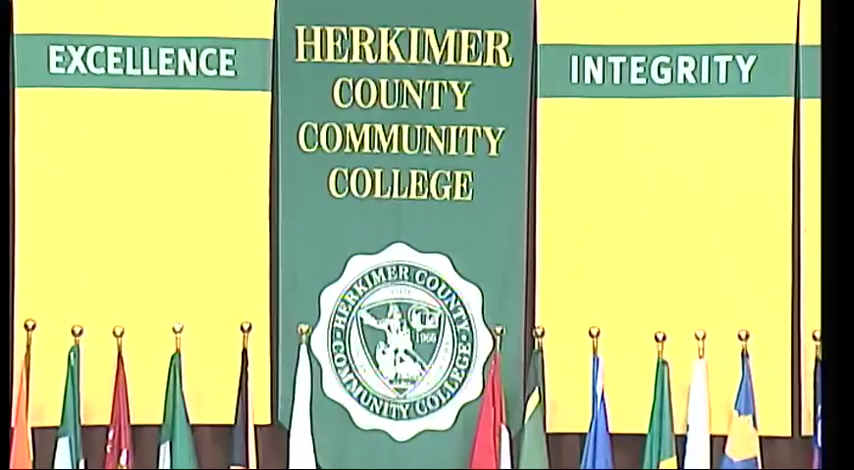 EXCELLENCE
HERKIMER
COUNTY
COMMUNITY
COLLEGE
INTEGRITY
HERKIMER COUNTY
1966
COMMUNITY COLLEGE